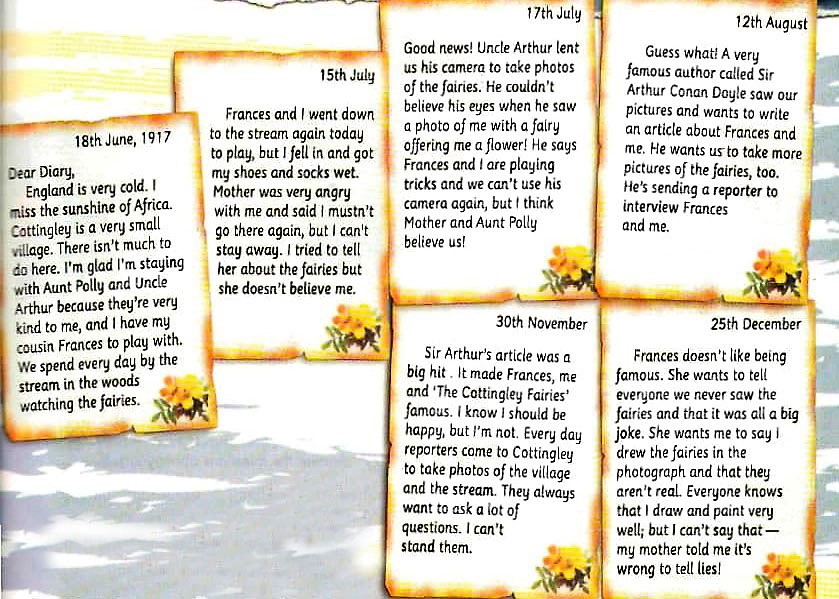 18th June, 1917
Dear Diary,
England is very cold. I
miss the sunshine of Africa.
Cottingley is a very small
village. There isn't much to
do here. I'm glad I'm staying
with Aunt Polly and Uncle
Arthur because they're very
kind to me, and I have my
cousin Frances to play with.
We spend every day by the
stream in the woods
watching the fairies.
15th July
Frances and I went down
to the stream again today
to play, but I fell in and got
my shoes and socks wet.
Mother was very angry
with me and said I mustn't
go there again, but I can't
stay away. I tried to tell
her about the fairies but
she doesn't believe me.
17th July
Good news! Uncle Arthur lent
us his camera to take photos
of the fairies. He couldn't
believe his eyes when he saw
a photo of me with a fairy
offering me a flower! He says
Frances and I are playing
tricks and we can't use his
camera again, but I think
Mother and Aunt Polly
believe us!
12th August
Guess what! A very
famous author called Sir
Arthur Conan Doyle saw our
pictures and wants to write
an article about Frances and
me. He wants us to take more
pictures of the fairies, too.
He's sending a reporter to
interview Frances
and me.
30th November
Sir Arthur's article was a
big hit . It made Frances, me
and 'The Cottingley Fairies'
famous. I know I should be
happy, but I'm not. Every day
reporters come to Cottingley
to take photos of the village
and the stream. They always
want to ask a lot of
questions. I can't
stand them.
25th December
Frances doesn't like being
famous. She wants to tell
everyone we never saw the
fairies and that it was all a big
joke. She wants me to say I
drew the fairies in the
photograph and that they
aren't real. Everyone knows
that I draw and paint very
well; but I can't say that —
my mother told me it's
wrong to tell lies!